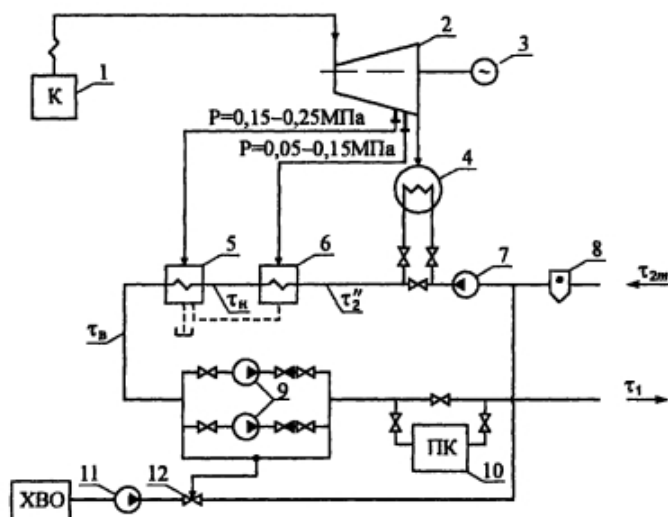 2
3
~
1
К
P=0,15–0,25МПа
P=0,05–0,15МПа
4
5
6
7
8
τ2т
τн
τ2″
τв
9
τ1
ПК
10
11
12
ХВО